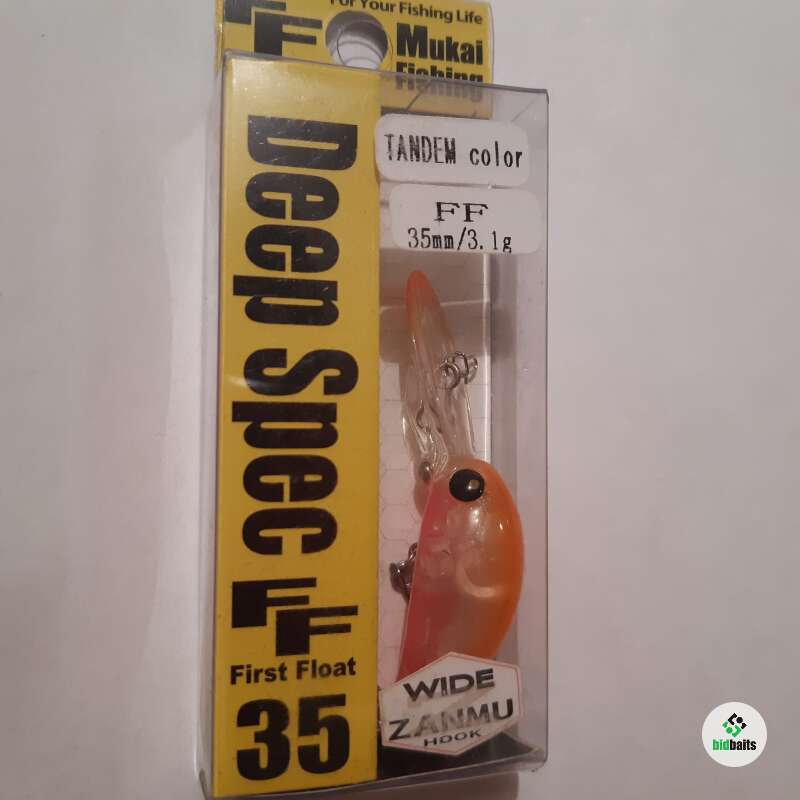 For Your Fishing Life
FF
Mukai
Fishing
Deep Spec
FF
First Float
35
TANDEM color
FF
35mm/3.1g
WIDE
ZANMU
HOOK
bidbaits